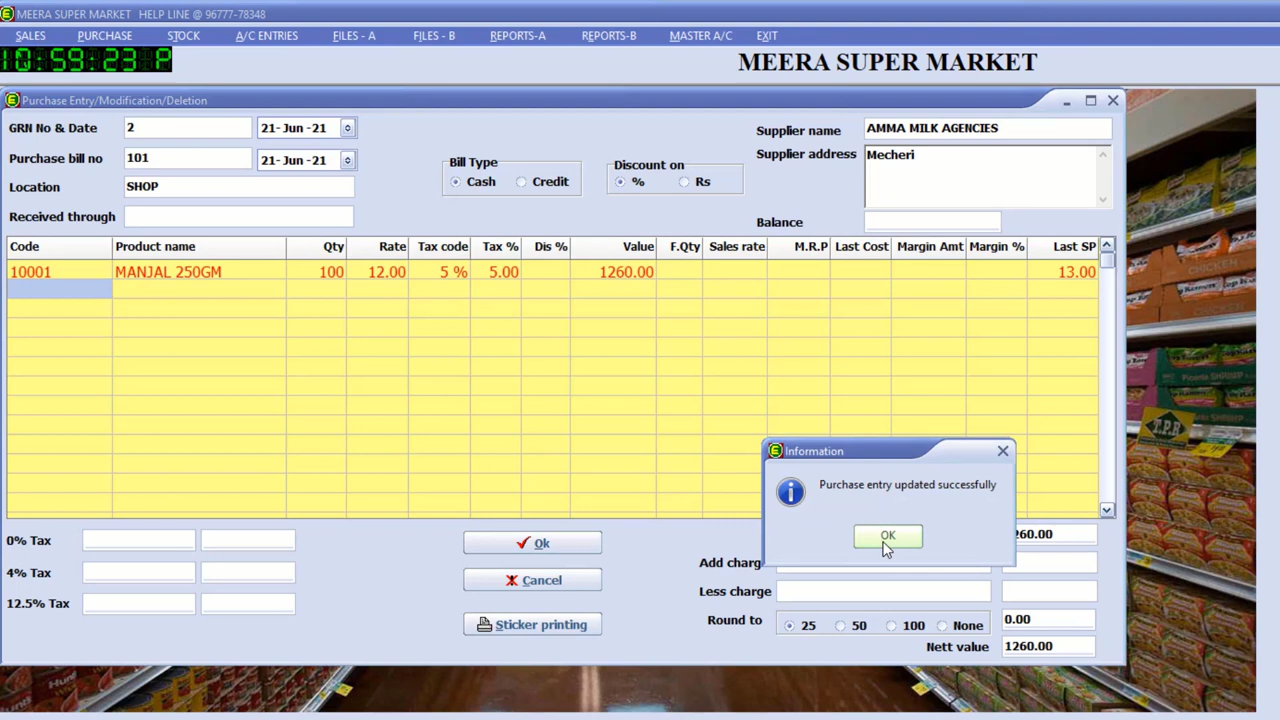 MEERA SUPER MARKET   HELP LINE @ 96777-78348
SALES PURCHASE STOCK A/C ENTRIES FILES - A FILES - B REPORTS-A REPORTS-B MASTER A/C EXIT
10:59:23 P
MEERA SUPER MARKET
Purchase Entry/Modification/Deletion
GRN No & Date 2 21- Jun -21
Supplier name AMMA MILK AGENCIES
Purchase bill no 101 21- Jun -21
Supplier address Mecheri
Bill Type
Cash Credit
Discount on
% Rs
Location SHOP
Received through
Balance
Code Product name Qty Rate Tax code Tax % Dis % Value F.Qty Sales rate M.R.P Last Cost Margin Amt Margin % Last SP
10001 MANJAL 250GM 100 12.00 5 % 5.00 1260.00 13.00
Information
Purchase entry updated successfully
OK
0% Tax
4% Tax
12.5% Tax
Ok
Cancel
Sticker printing
260.00
Add charg
Less charge
Round to 25 50 100 None 0.00
Nett value 1260.00
T.P.R
CHICKEN